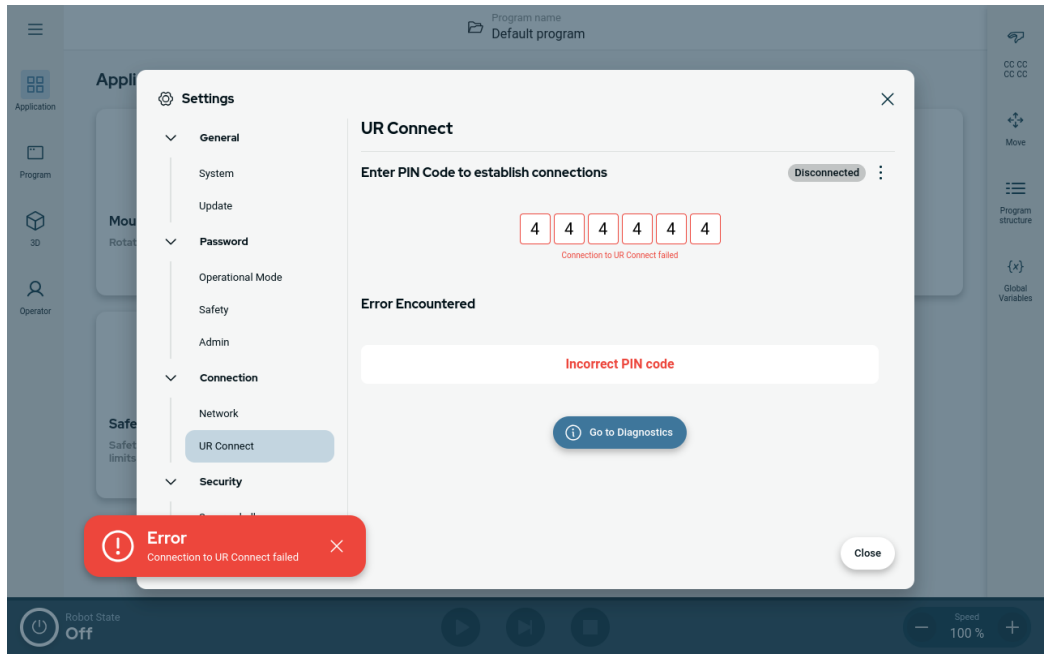 Program name
Default program
Application
Program
3D
Operator
Appli
Mou
Rotat
Safe
Safet
limits
Settings
General
System
Update
Password
Operational Mode
Safety
Admin
Connection
Network
UR Connect
Security
UR Connect
Enter PIN Code to establish connections
Disconnected
4 4 4 4 4 4
Connection to UR Connect failed
Error Encountered
Incorrect PIN code
Go to Diagnostics
Close
Error
Connection to UR Connect failed
CC CC
CC CC
Move
Program
structure
{x}
Global
Variables
Robot State
Off
Speed
100 %